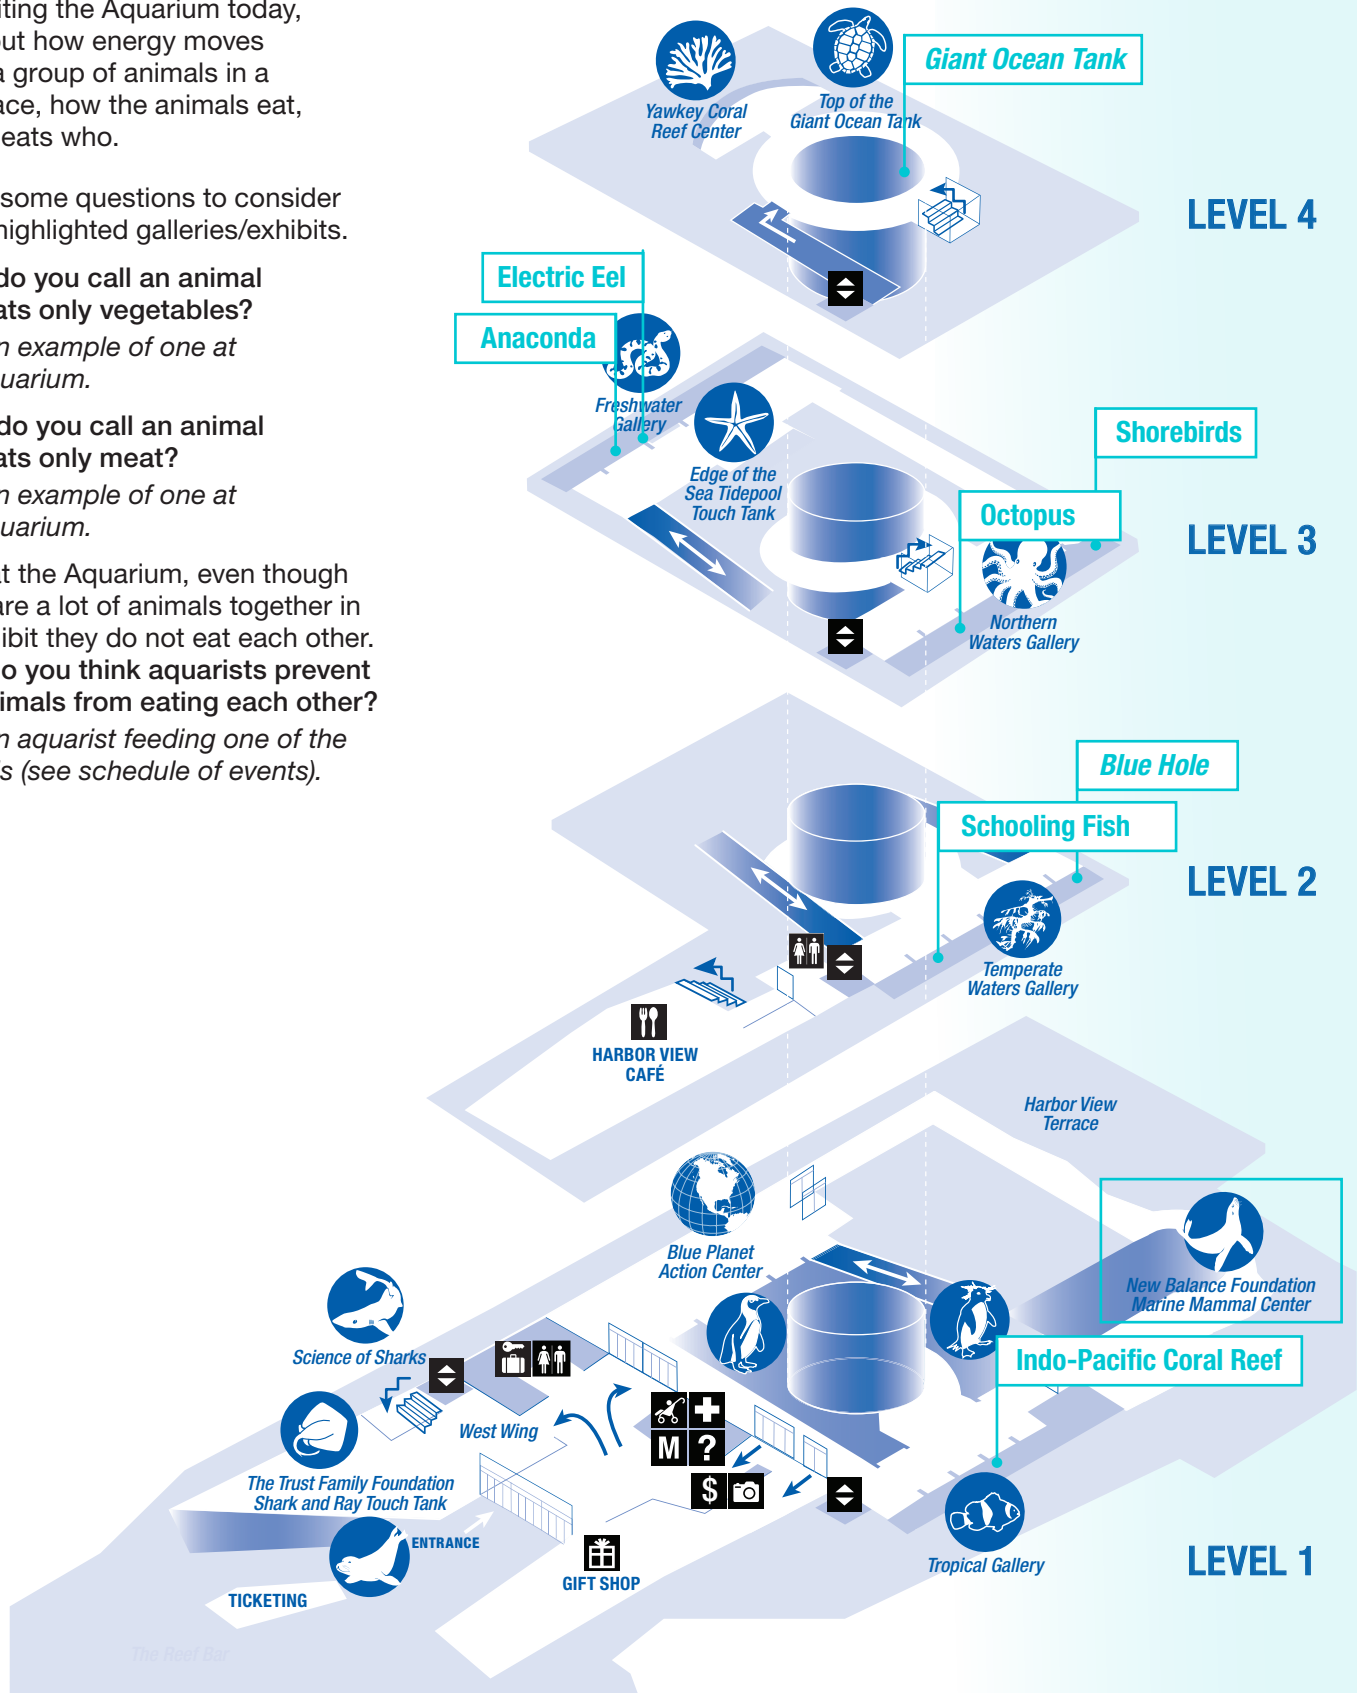 iting the Aquarium today,
out how energy moves
a group of animals in a
ace, how the animals eat,
eats who.
some questions to consider
highlighted galleries/exhibits.
do you call an animal
ats only vegetables?
n example of one at
quarium.
do you call an animal
ats only meat?
n example of one at
quarium.
at the Aquarium, even though
are a lot of animals together in
ibit they do not eat each other.
o you think aquarists prevent
imals from eating each other?
n aquarist feeding one of the
ls (see schedule of events).
Yawkey Coral
Reef Center
Top of the
Giant Ocean Tank
Giant Ocean Tank
LEVEL 4
Electric Eel
Anaconda
Freshwater
Gallery
Edge of the
Sea Tidepool
Touch Tank
Shorebirds
Octopus
Northern
Waters Gallery
LEVEL 3
Blue Hole
Schooling Fish
Temperate
Waters Gallery
LEVEL 2
HARBOR VIEW
CAFÉ
Harbor View
Terrace
Blue Planet
Action Center
New Balance Foundation
Marine Mammal Center
Science of Sharks
Indo-Pacific Coral Reef
West Wing
M ?
$
The Trust Family Foundation
Shark and Ray Touch Tank
ENTRANCE
GIFT SHOP
TICKETING
Tropical Gallery
LEVEL 1
The Reef Bar